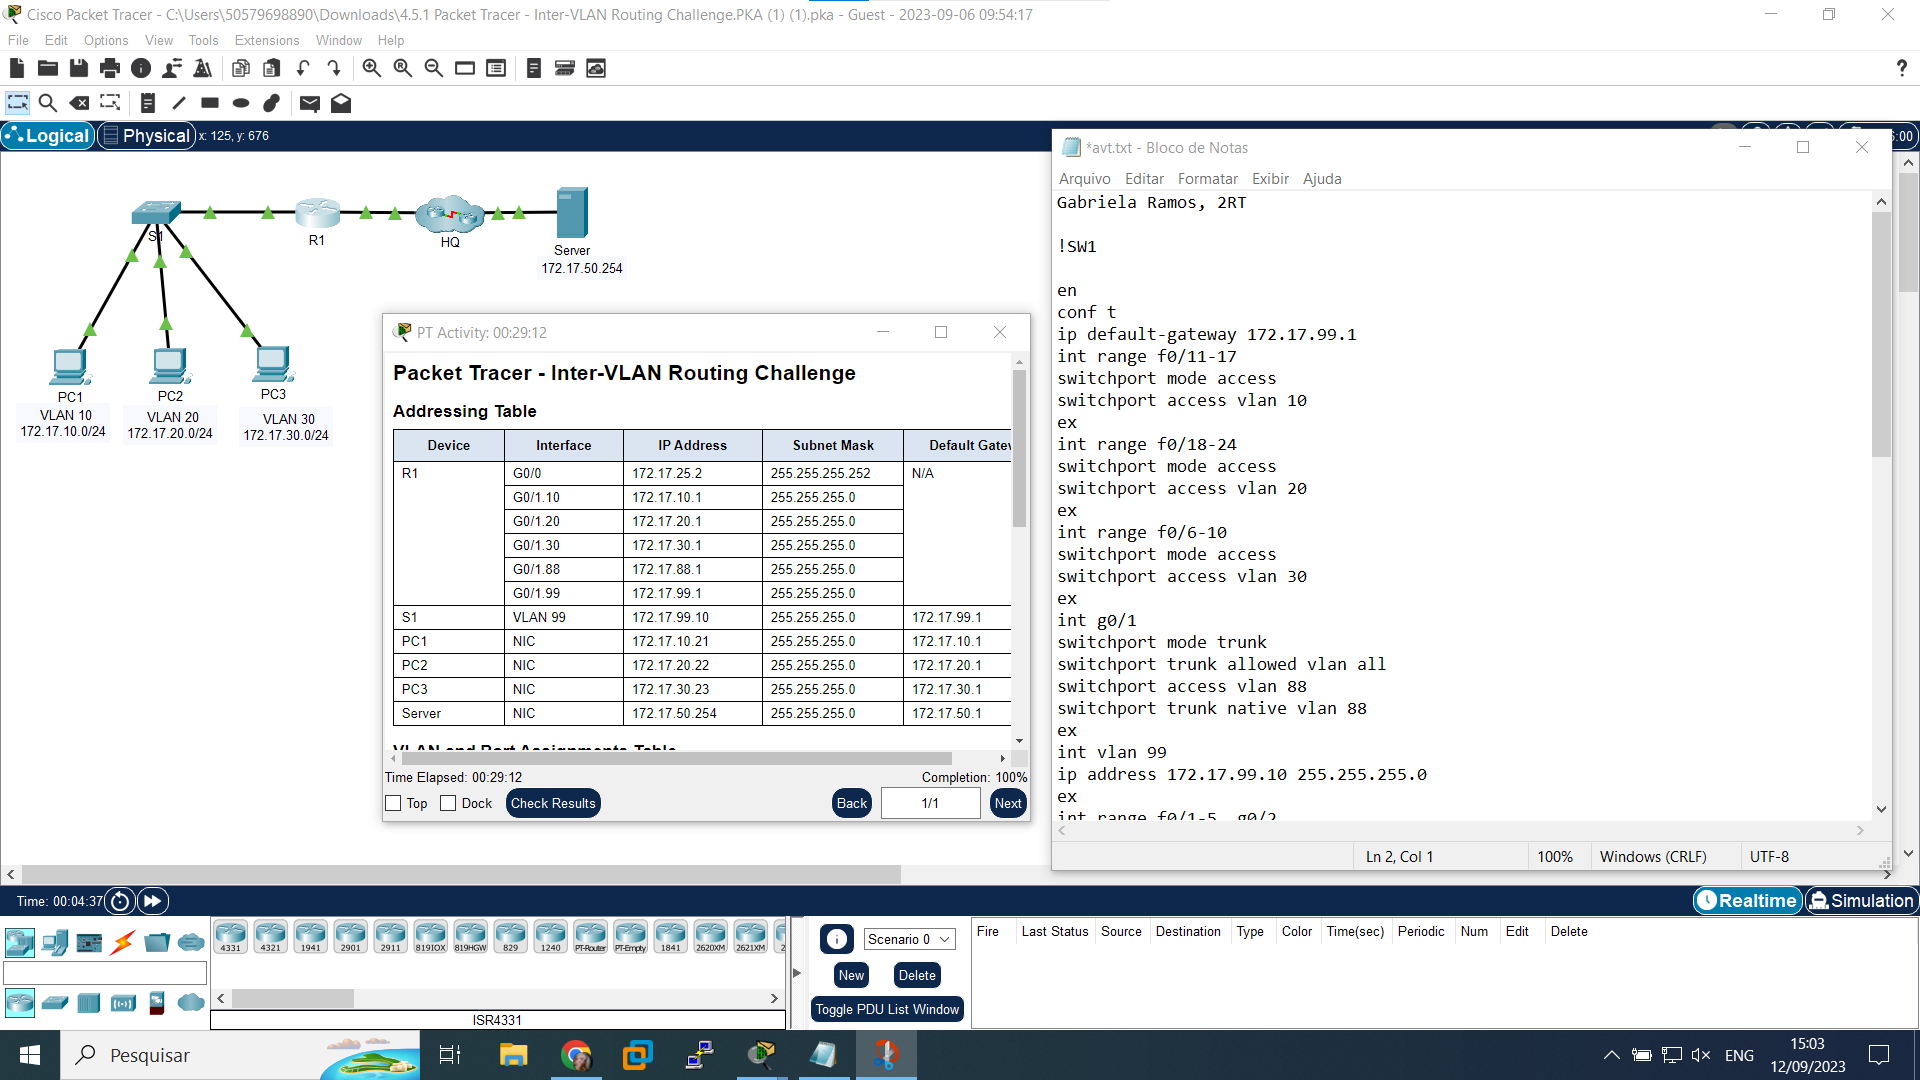 Cisco Packet Tracer - C:\Users\50579698890\Downloads\4.5.1 Packet Tracer - Inter-VLAN Routing Challenge.PKA (1) (1).pka - Guest - 2023-09-06 09:54:17
File Edit Options View Tools Extensions Window Help
Logical Physical x: 125, y: 676
S1
R1
HQ
Server
172.17.50.254
PC1
VLAN 10
172.17.10.0/24
PC2
VLAN 20
172.17.20.0/24
PC3
VLAN 30
172.17.30.0/24
PT Activity: 00:29:12
Packet Tracer - Inter-VLAN Routing Challenge
Addressing Table
Device Interface IP Address Subnet Mask Default Gatew
R1 G0/0 172.17.25.2 255.255.255.252 N/A
G0/1.10 172.17.10.1 255.255.255.0
G0/1.20 172.17.20.1 255.255.255.0
G0/1.30 172.17.30.1 255.255.255.0
G0/1.88 172.17.88.1 255.255.255.0
G0/1.99 172.17.99.1 255.255.255.0
S1 VLAN 99 172.17.99.10 255.255.255.0 172.17.99.1
PC1 NIC 172.17.10.21 255.255.255.0 172.17.10.1
PC2 NIC 172.17.20.22 255.255.255.0 172.17.20.1
PC3 NIC 172.17.30.23 255.255.255.0 172.17.30.1
Server NIC 172.17.50.254 255.255.255.0 172.17.50.1
VLAN and Port Assignments Table
Time Elapsed: 00:29:12 Completion: 100%
Top Dock Check Results Back 1/1 Next
*avt.txt - Bloco de Notas
Arquivo Editar Formatar Exibir Ajuda
Gabriela Ramos, 2RT
!SW1
en
conf t
ip default-gateway 172.17.99.1
int range f0/11-17
switchport mode access
switchport access vlan 10
ex
int range f0/18-24
switchport mode access
switchport access vlan 20
ex
int range f0/6-10
switchport mode access
switchport access vlan 30
ex
int g0/1
switchport mode trunk
switchport trunk allowed vlan all
switchport access vlan 88
switchport trunk native vlan 88
ex
int vlan 99
ip address 172.17.99.10 255.255.255.0
ex
int range f0/1-5, g0/2
Ln 2, Col 1 100% Windows (CRLF) UTF-8
Time: 00:04:37
Realtime Simulation
4331 4321 1941 2901 2911 819IOX 819HGW 829 1240 PT-Router PT-Empty 1841 2620XM 2621XM
ISR4331
Scenario 0
New Delete
Toggle PDU List Window
Fire Last Status Source Destination Type Color Time(sec) Periodic Num Edit Delete
Pesquisar
ENG
15:03
12/09/2023